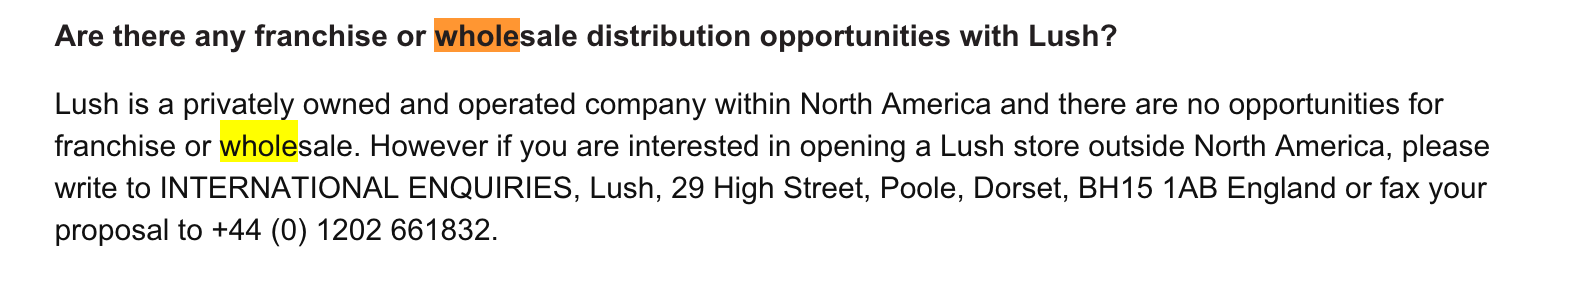 Are there any franchise or wholesale distribution opportunities with Lush?
Lush is a privately owned and operated company within North America and there are no opportunities for
franchise or wholesale. However if you are interested in opening a Lush store outside North America, please
write to INTERNATIONAL ENQUIRIES, Lush, 29 High Street, Poole, Dorset, BH15 1AB England or fax your
proposal to +44 (0) 1202 661832.